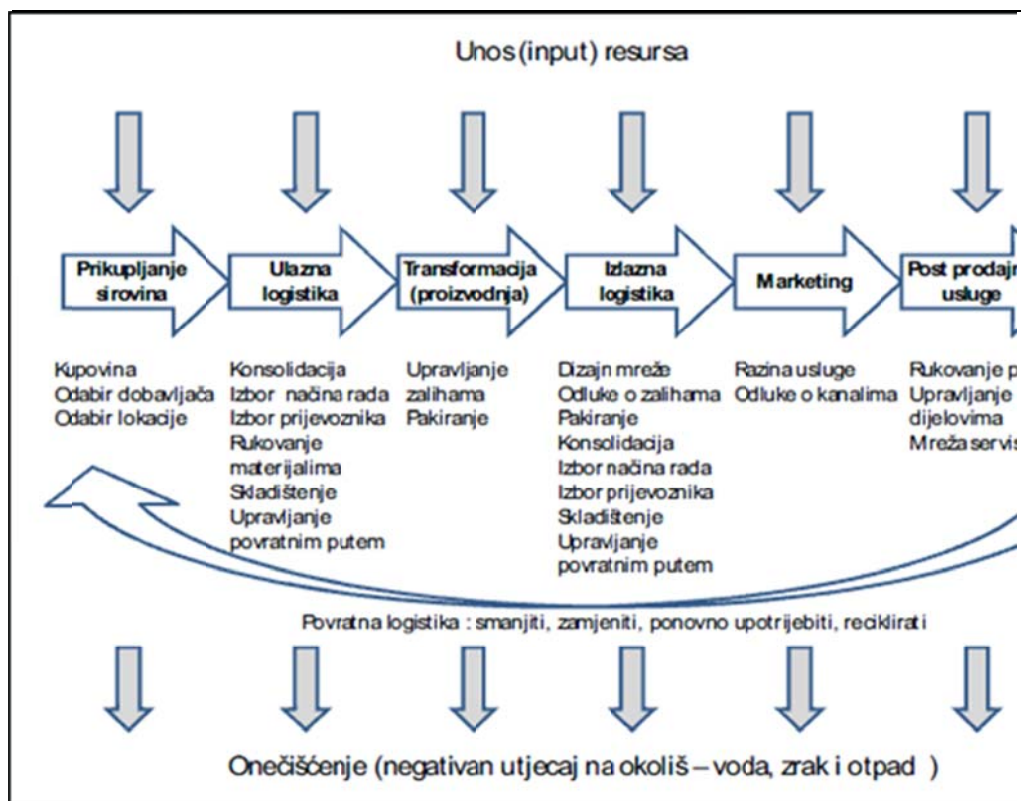 Unos (input) resursa
Prikupljanje
sirovina
Ulazna
logistika
Transformacija
(proizvodnja)
Izlazna
logistika
Marketing
Post prodajn
usluge
Kupovina
Odabir dobavljača
Odabir lokacije
Konsolidacija
Izbor načina rada
Izbor prijevoznika
Rukovanje
materijalima
Skladištenje
Upravljanje
povratnim putem
Upravljanje
zalihama
Pakiranje
Dizajn mreže
Odluke o zalihama
Pakiranje
Konsolidacija
Izbor načina rada
Izbor prijevoznika
Skladištenje
Upravljanje
povratnim putem
Razina usluge
Odluke o kanalima
Rukovanje p
Upravljanje
dijelovima
Mreža servis
Povratna logistika : smanjiti, zamjeniti, ponovno upotrijebiti, reciklirati
Onečišćenje (negativan utjecaj na okoliš – voda, zrak i otpad )